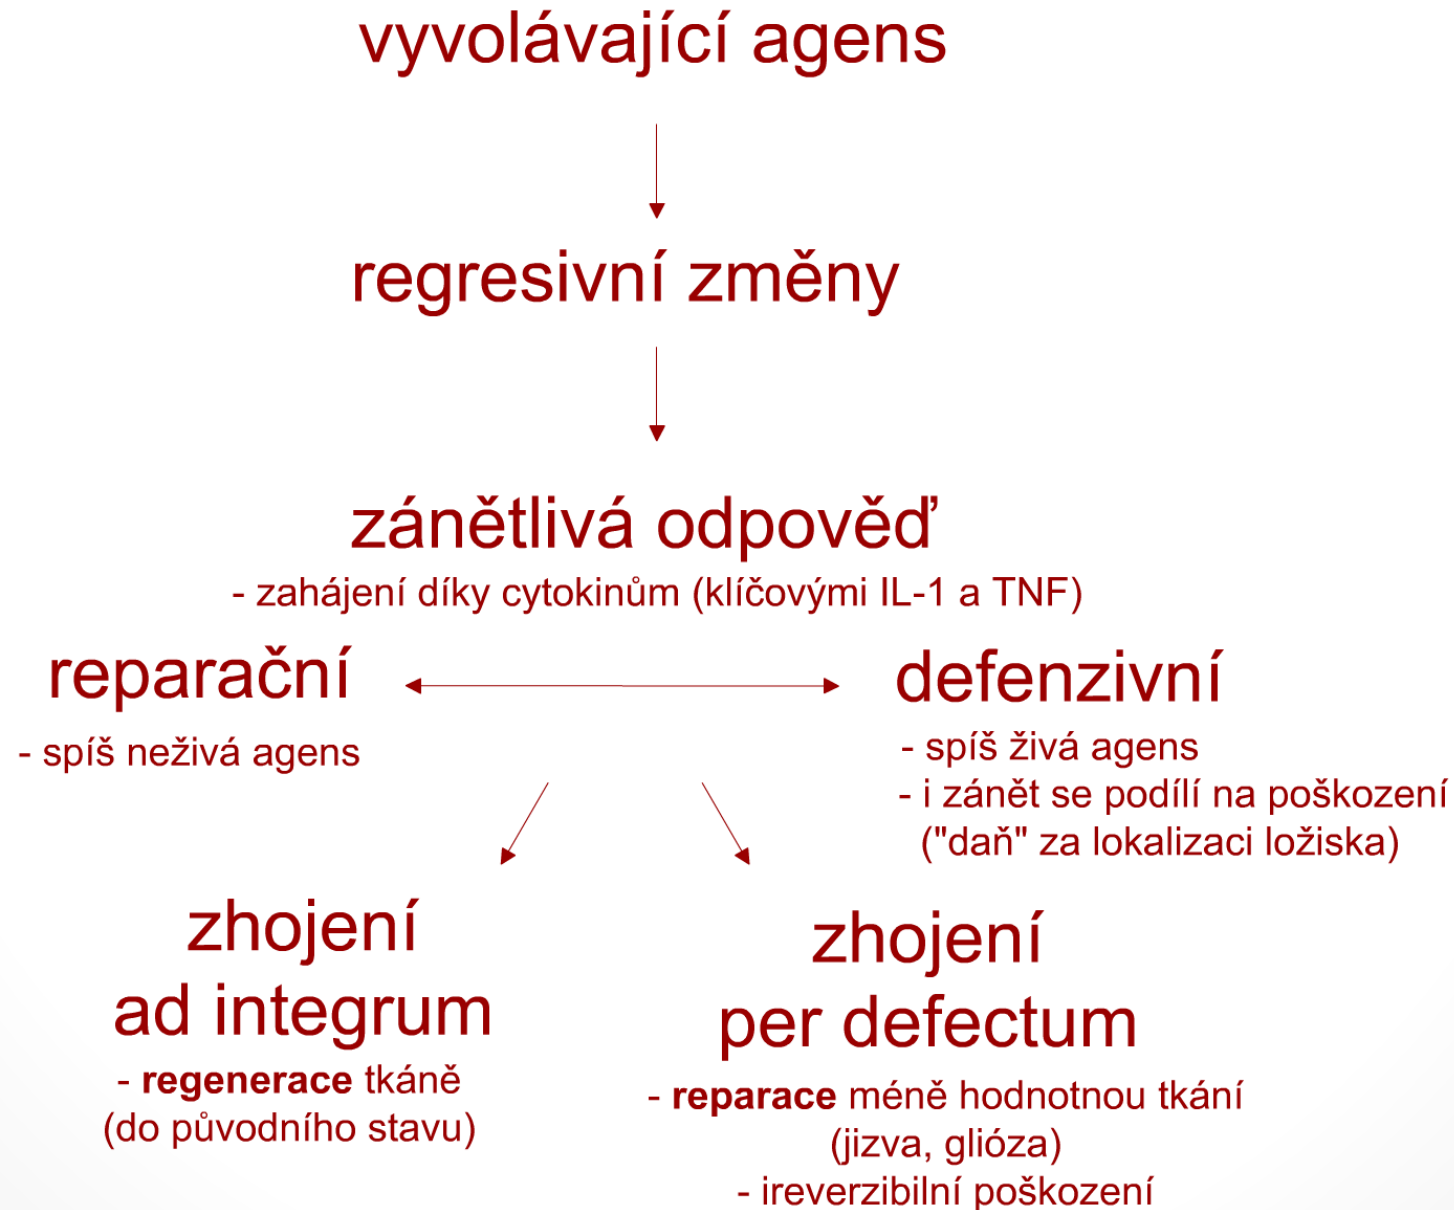 vyvolávající agens
regresivní změny
zánětlivá odpověď
- zahájení díky cytokinům (klíčovými IL-1 a TNF)
reparační
- spíš neživá agens
defenzivní
- spíš živá agens
- i zánět se podílí na poškození
("daň" za lokalizaci ložiska)
zhojení
ad integrum
- regenerace tkáně
(do původního stavu)
zhojení
per defectum
- reparace méně hodnotnou tkání
(jizva, glióza)
- ireverzibilní poškození